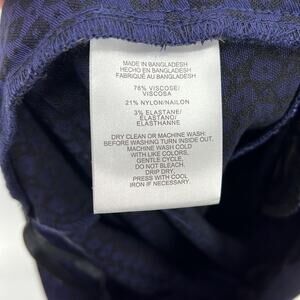 MADE IN BANGLADESH
HECHO EN BANGLADESH
FABRIQUÉ AU BANGLADESH
76% VISCOSE/
VISCOSA
21% NYLON/NAILON
3% ELASTANE/
ELASTANO/
ELASTHANNE
DRY CLEAN OR MACHINE WASH:
BEFORE WASHING TURN INSIDE OUT,
MACHINE WASH COLD
WITH LIKE COLORS,
GENTLE CYCLE,
DO NOT BLEACH,
DRIP DRY,
PRESS WITH COOL
IRON IF NECESSARY.